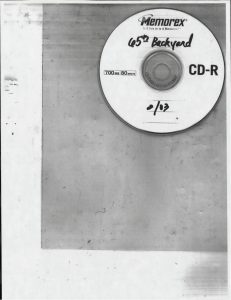 Memorex
65th Backyard
700MB 80min
CD-R